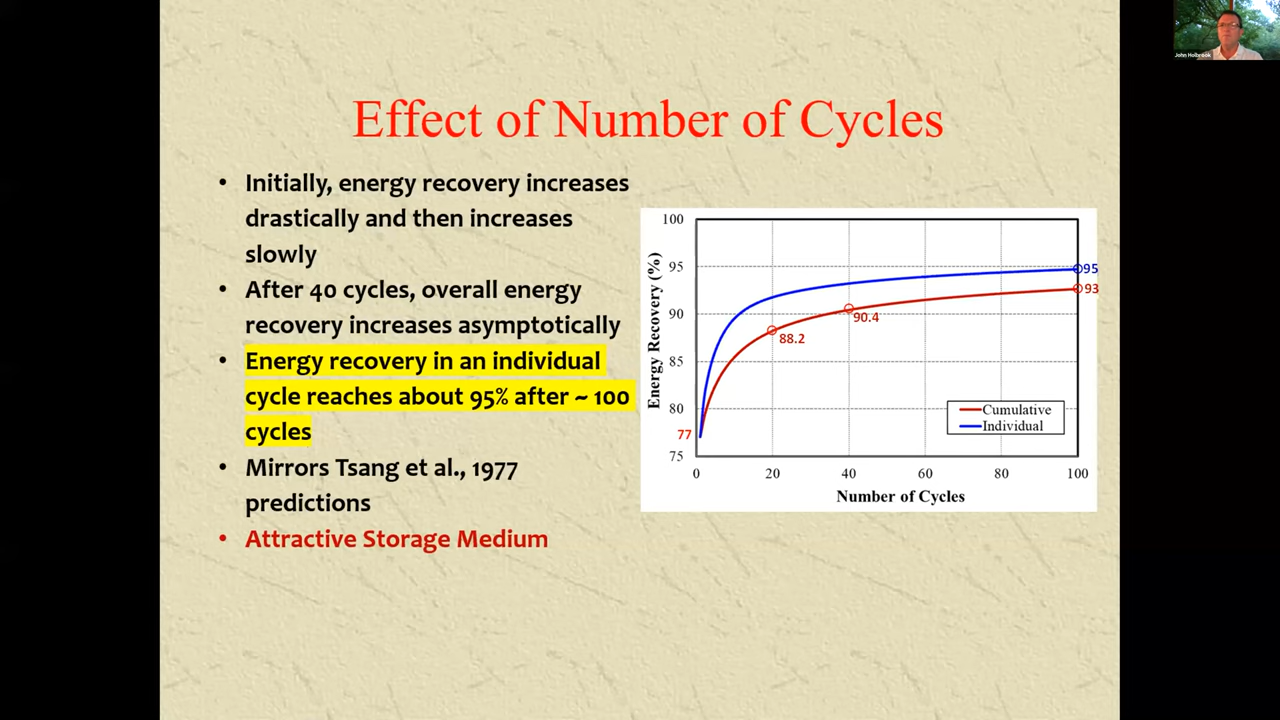 John Holbrook
Effect of Number of Cycles
• Initially, energy recovery increases
drastically and then increases
slowly
• After 40 cycles, overall energy
recovery increases asymptotically
• Energy recovery in an individual
cycle reaches about 95% after ~ 100
cycles
• Mirrors Tsang et al., 1977
predictions
• Attractive Storage Medium
Energy Recovery (%)
100
95
90
85
80
75
77
88.2
90.4
95
93
Cumulative
Individual
0 20 40 60 80 100
Number of Cycles